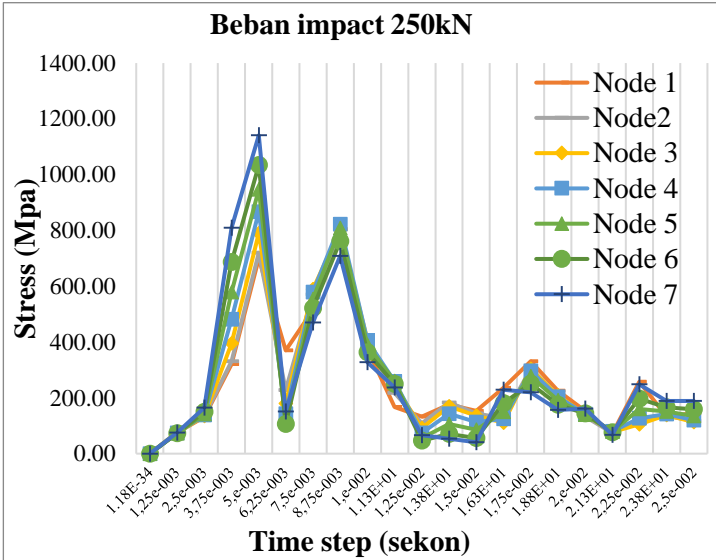 Beban impact 250kN
1400.00
1200.00
1000.00
800.00
600.00
400.00
200.00
0.00
Stress (Mpa)
Node 1
Node2
Node 3
Node 4
Node 5
Node 6
Node 7
1.18E-34
1,25e-003
2,5e-003
3,75e-003
5,e-003
6,25e-003
7,5e-003
8,75e-003
1,e-002
1.13E+01
1,25e-002
1.38E+01
1,5e-002
1.63E+01
1,75e-002
1.88E+01
2,e-002
2.13E+01
2,25e-002
2.38E+01
2,5e-002
Time step (sekon)